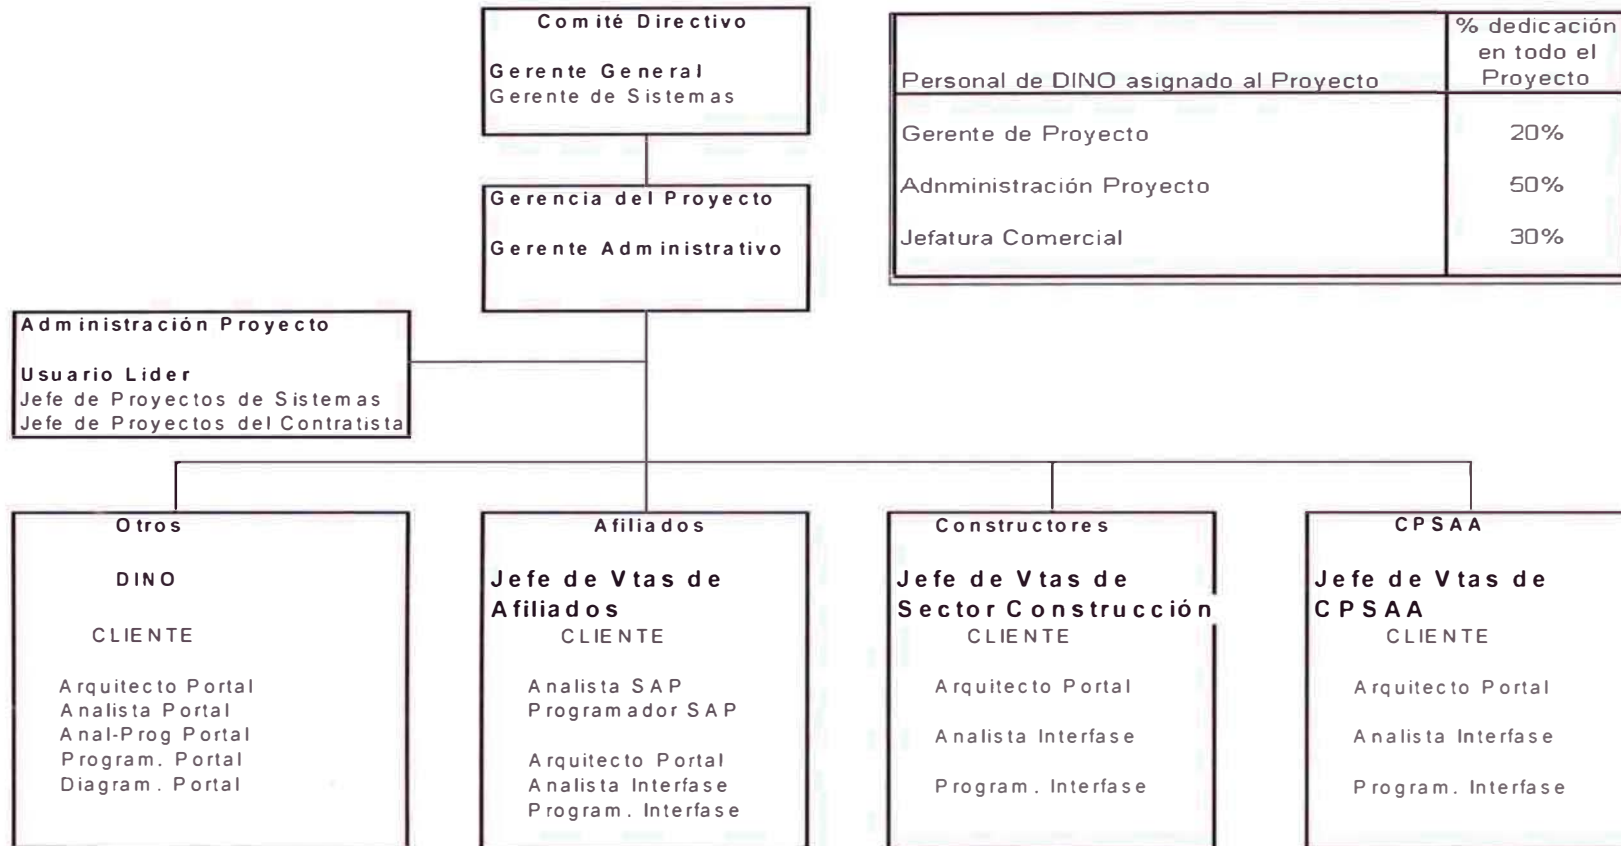 Comité Directivo
Gerente General
Gerente de Sistemas
Personal de DINO asignado al Proyecto
% dedicación
en todo el
Proyecto
Gerente de Proyecto 20%
Adnministración Proyecto 50%
Jefatura Comercial 30%
Gerencia del Proyecto
Gerente Administrativo
Administración Proyecto
Usuario Lider
Jefe de Proyectos de Sistemas
Jefe de Proyectos del Contratista
Otros
DINO
CLIENTE
Arquitecto Portal
Analista Portal
Anal-Prog Portal
Program. Portal
Diagram. Portal
Afiliados
Jefe de Vtas de
Afiliados
CLIENTE
Analista SAP
Programador SAP
Arquitecto Portal
Analista Interfase
Program. Interfase
Constructores
Jefe de Vtas de
Sector Construcción
CLIENTE
Arquitecto Portal
Analista Interfase
Program. Interfase
CPSAA
Jefe de Vtas de
CPSAA
CLIENTE
Arquitecto Portal
Analista Interfase
Program. Interfase